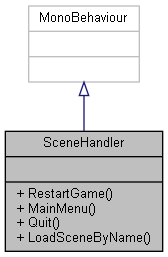 MonoBehaviour
SceneHandler
+ RestartGame()
+ MainMenu()
+ Quit()
+ LoadSceneByName()